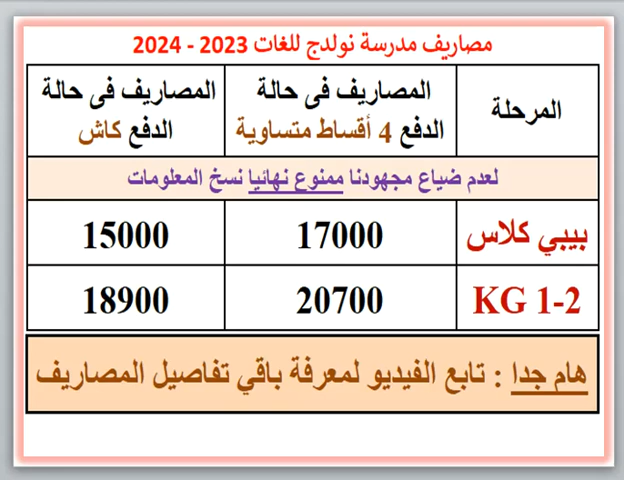 مصاريف مدرسة نولدج للغات 2023 - 2024
المرحلة
المصاريف فى حالة
الدفع 4 أقساط متساوية
المصاريف فى حالة
الدفع كاش
لعدم ضياع مجهودنا ممنوع نهائيا نسخ المعلومات
بيبي كلاس 17000 15000
KG 1-2 20700 18900
هام جدا : تابع الفيديو لمعرفة باقي تفاصيل المصاريف